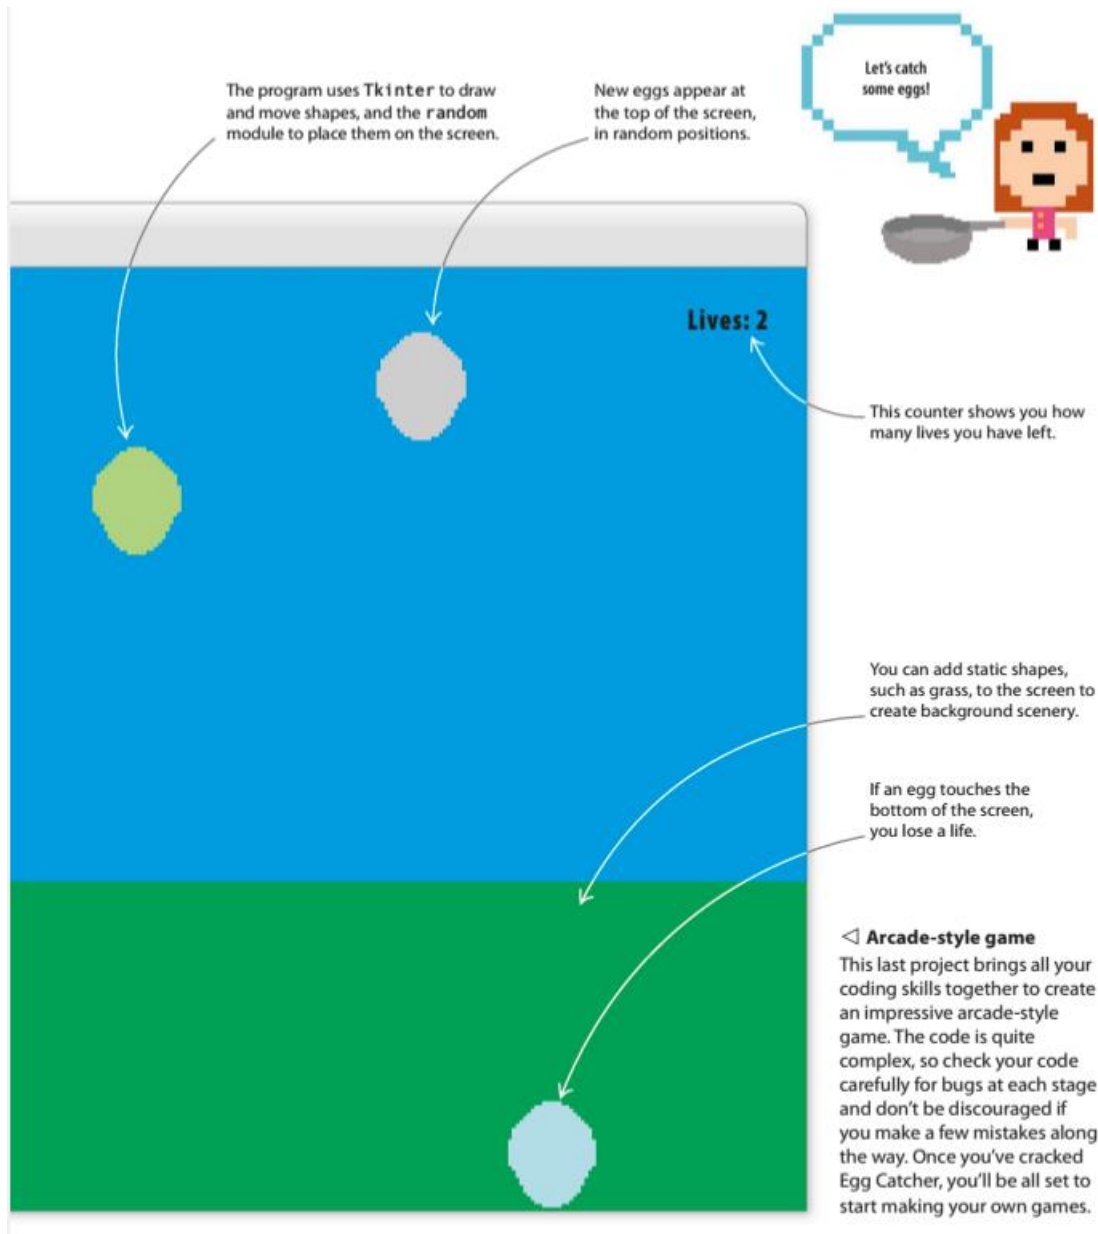 The program uses Tkinter to draw
and move shapes, and the random
module to place them on the screen.
New eggs appear at
the top of the screen,
in random positions.
Let's catch
some eggs!
Lives: 2
This counter shows you how
many lives you have left.
You can add static shapes,
such as grass, to the screen to
create background scenery.
If an egg touches the
bottom of the screen,
you lose a life.
Arcade-style game
This last project brings all your
coding skills together to create
an impressive arcade-style
game. The code is quite
complex, so check your code
carefully for bugs at each stage
and don't be discouraged if
you make a few mistakes along
the way. Once you've cracked
Egg Catcher, you'll be all set to
start making your own games.